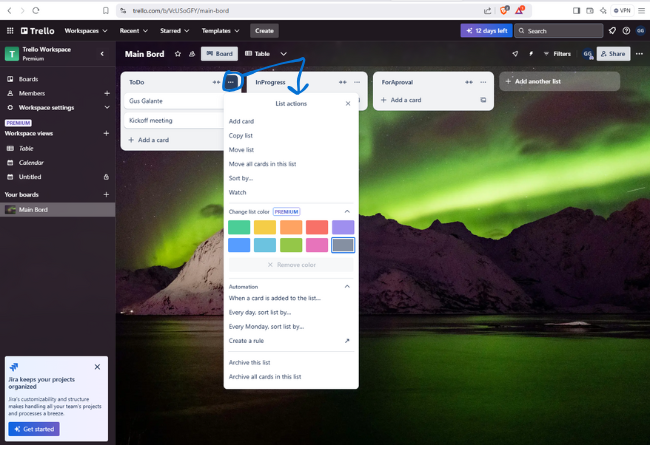 trello.com/b/VcUSoGFY/main-bord
VPN
Trello
Workspaces
Recent
Starred
Templates
Create
12 days left
Search
GG
Trello Workspace
Premium
Main Bord
Board
Table
Filters
GG
Share
Boards
Members
Workspace settings
PREMIUM
Workspace views
Table
Calendar
Untitled
Your boards
Main Bord
ToDo
Gus Galante
Kickoff meeting
+ Add a card
InProgress
ForAproval
+ Add a card
+ Add another list
List actions
Add card
Copy list
Move list
Move all cards in this list
Sort by...
Watch
Change list color PREMIUM
Remove color
Automation
When a card is added to the list...
Every day, sort list by...
Every Monday, sort list by...
Create a rule
Archive this list
Archive all cards in this list
Jira keeps your projects
organized
Jira's customizability and structure
makes handling all your team's projects
and processes a breeze.
Get started